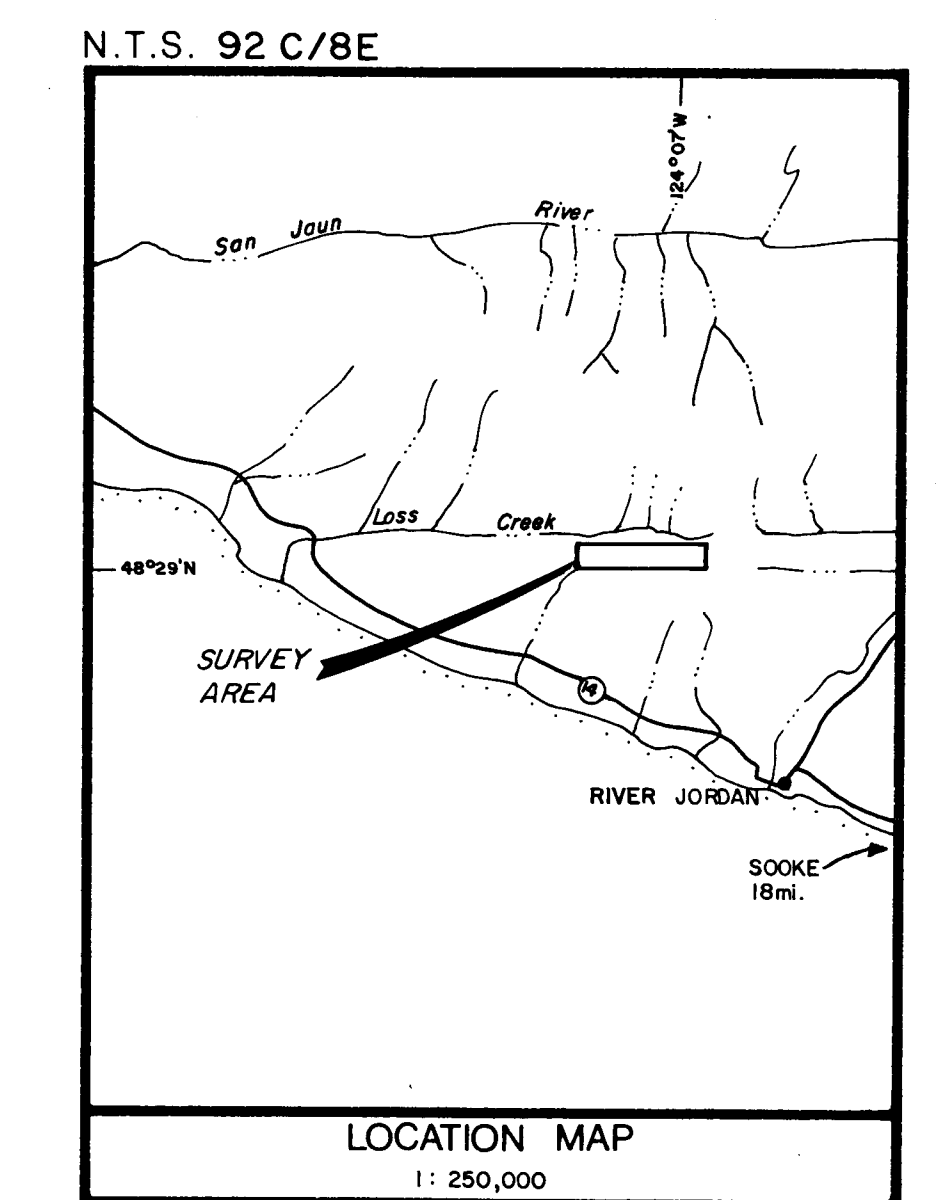 N.T.S. 92 C/8E
124°07'W
San Jaun River
Loss Creek
48°29'N
SURVEY
AREA
14
RIVER JORDAN
SOOKE
18mi.
LOCATION MAP
1: 250,000